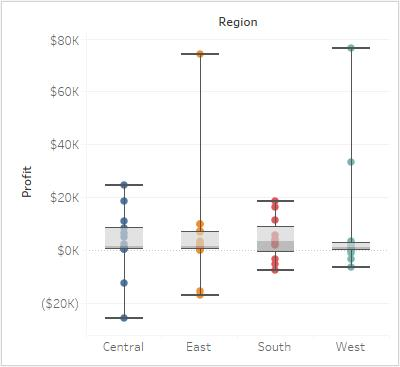 Region
$80K
$60K
$40K
$20K
$0K
($20K)
Profit
Central East South West